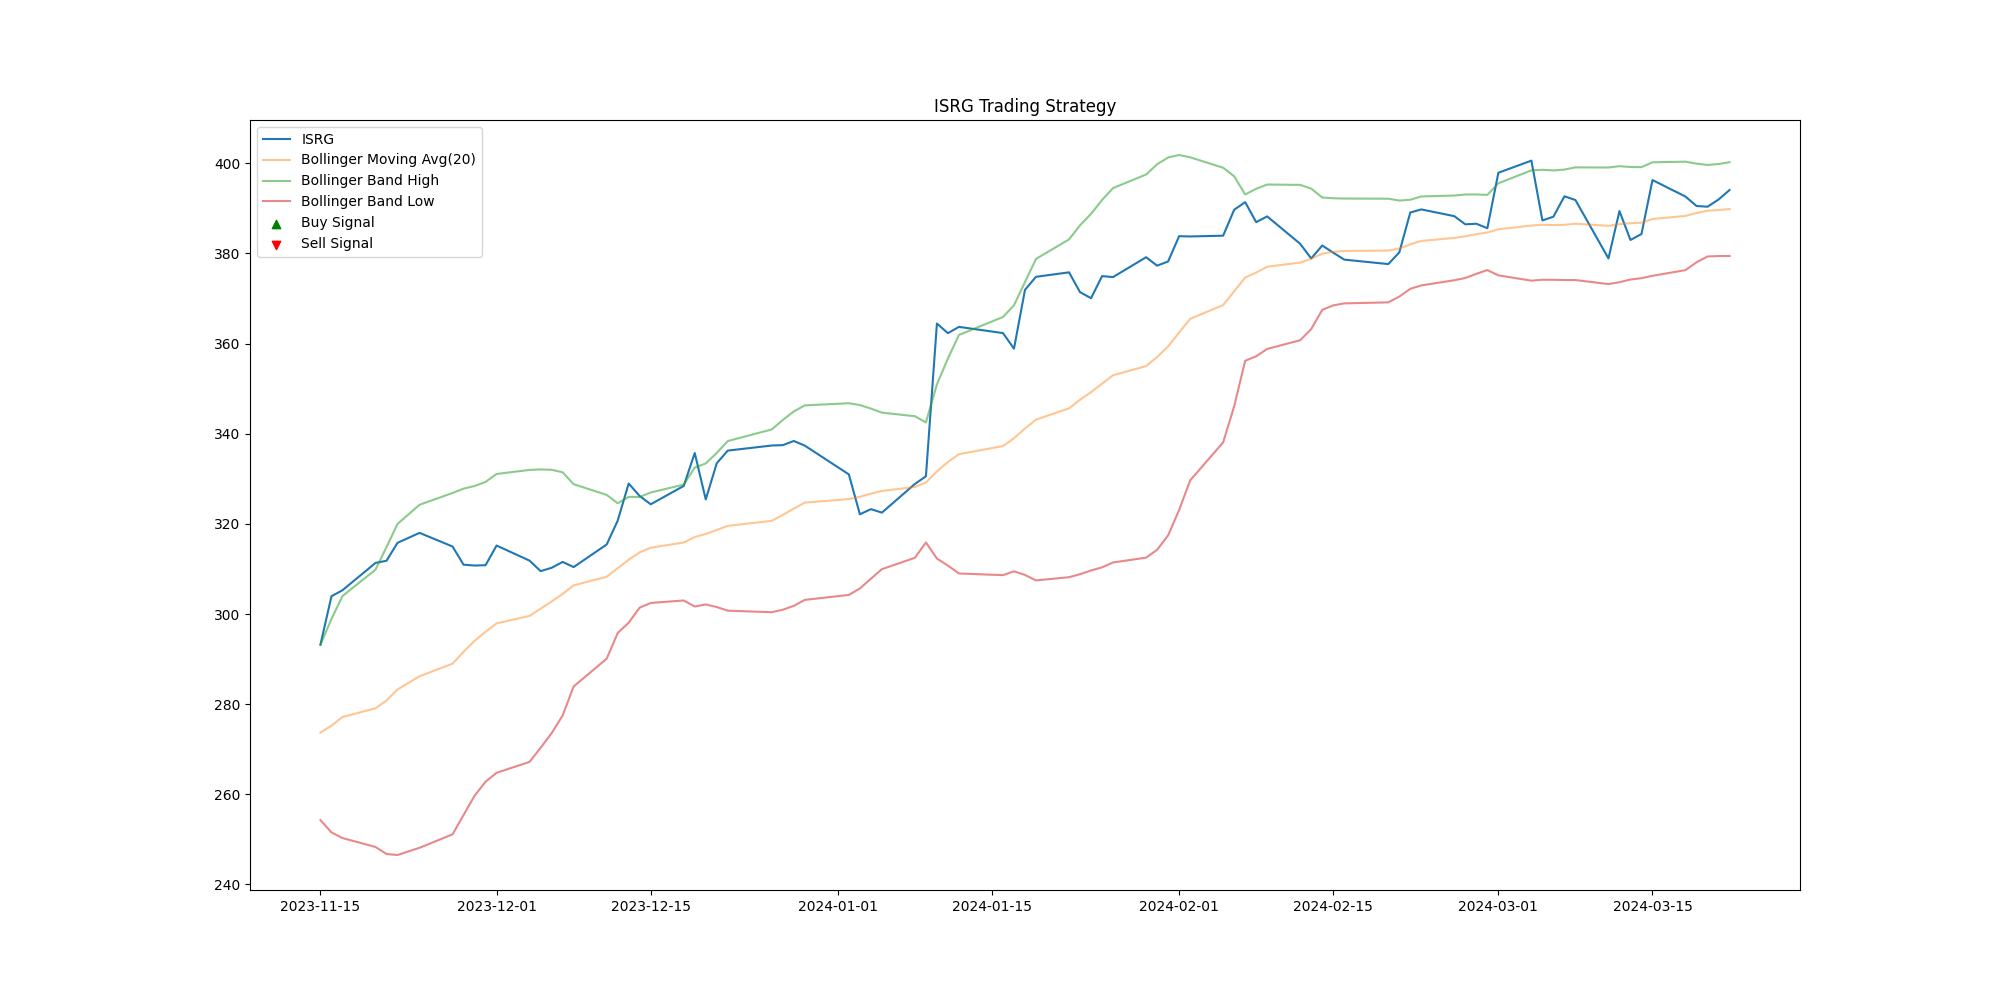 ISRG Trading Strategy
ISRG
Bollinger Moving Avg(20)
Bollinger Band High
Bollinger Band Low
Buy Signal
Sell Signal
400
380
360
340
320
300
280
260
240
2023-11-15 2023-12-01 2023-12-15 2024-01-01 2024-01-15 2024-02-01 2024-02-15 2024-03-01 2024-03-15